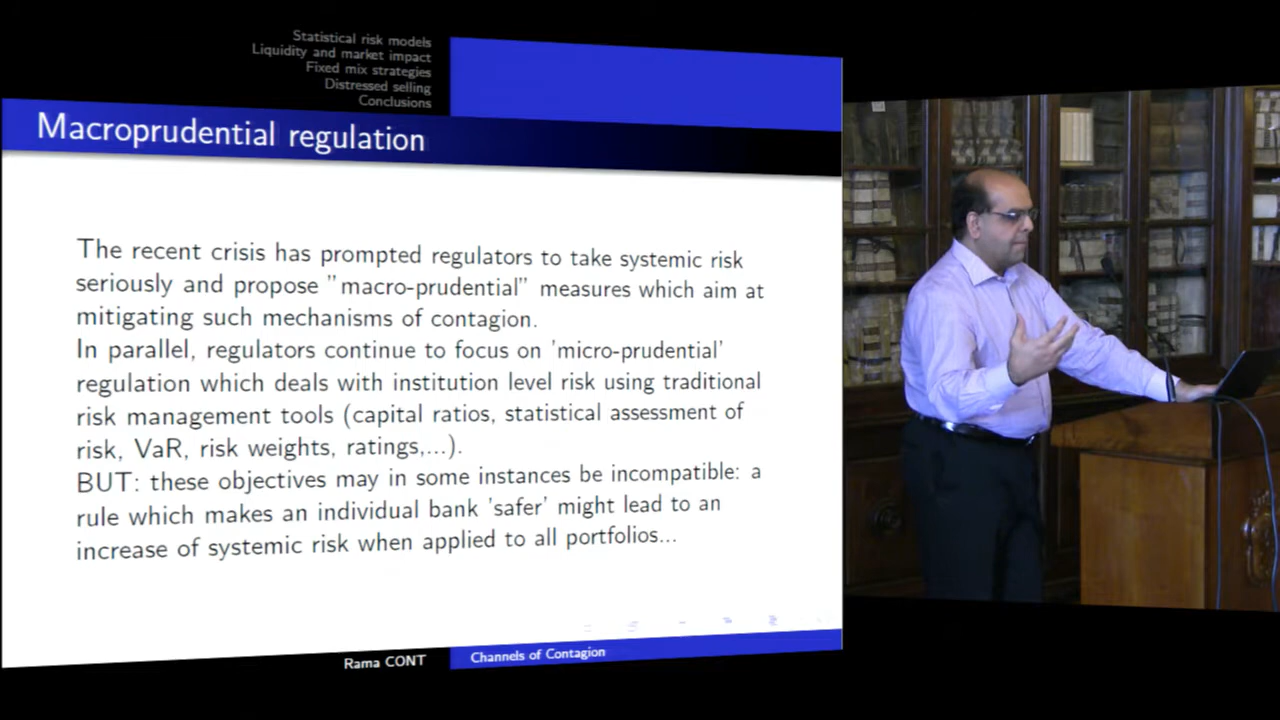 Statistical risk models
Liquidity and market impact
Fixed mix strategies
Distressed selling
Conclusions
Macroprudential regulation
The recent crisis has prompted regulators to take systemic risk
seriously and propose "macro-prudential" measures which aim at
mitigating such mechanisms of contagion.
In parallel, regulators continue to focus on 'micro-prudential'
regulation which deals with institution level risk using traditional
risk management tools (capital ratios, statistical assessment of
risk, VaR, risk weights, ratings,...).
BUT: these objectives may in some instances be incompatible: a
rule which makes an individual bank 'safer' might lead to an
increase of systemic risk when applied to all portfolios...
Rama CONT
Channels of Contagion